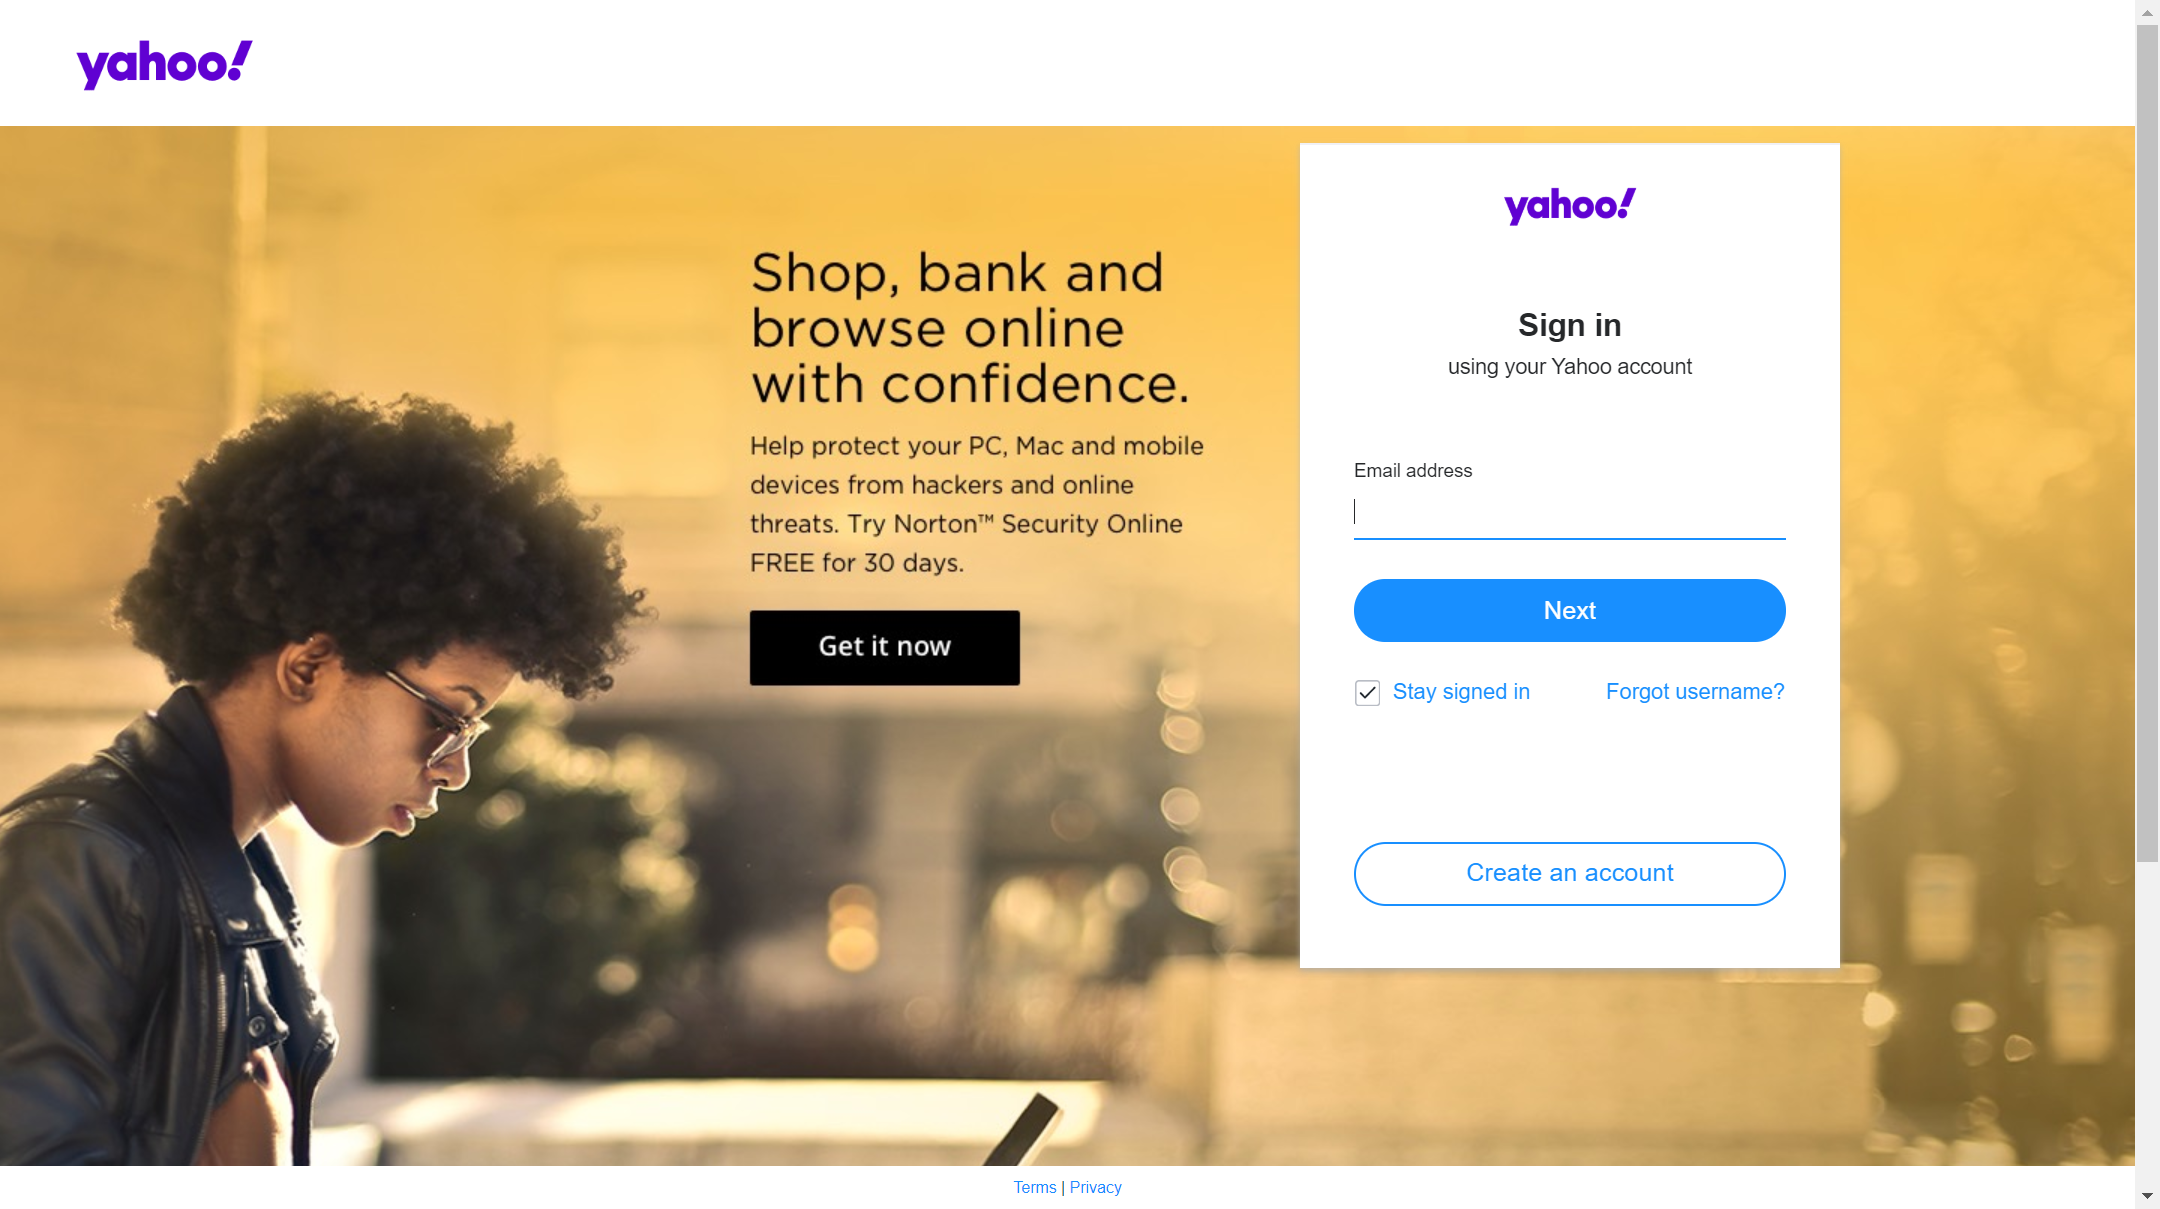 yahoo!
Shop, bank and
browse online
with confidence.
Help protect your PC, Mac and mobile
devices from hackers and online
threats. Try Norton™ Security Online
FREE for 30 days.
Get it now
yahoo!
Sign in
using your Yahoo account
Email address
Next
Stay signed in
Forgot username?
Create an account
Terms | Privacy